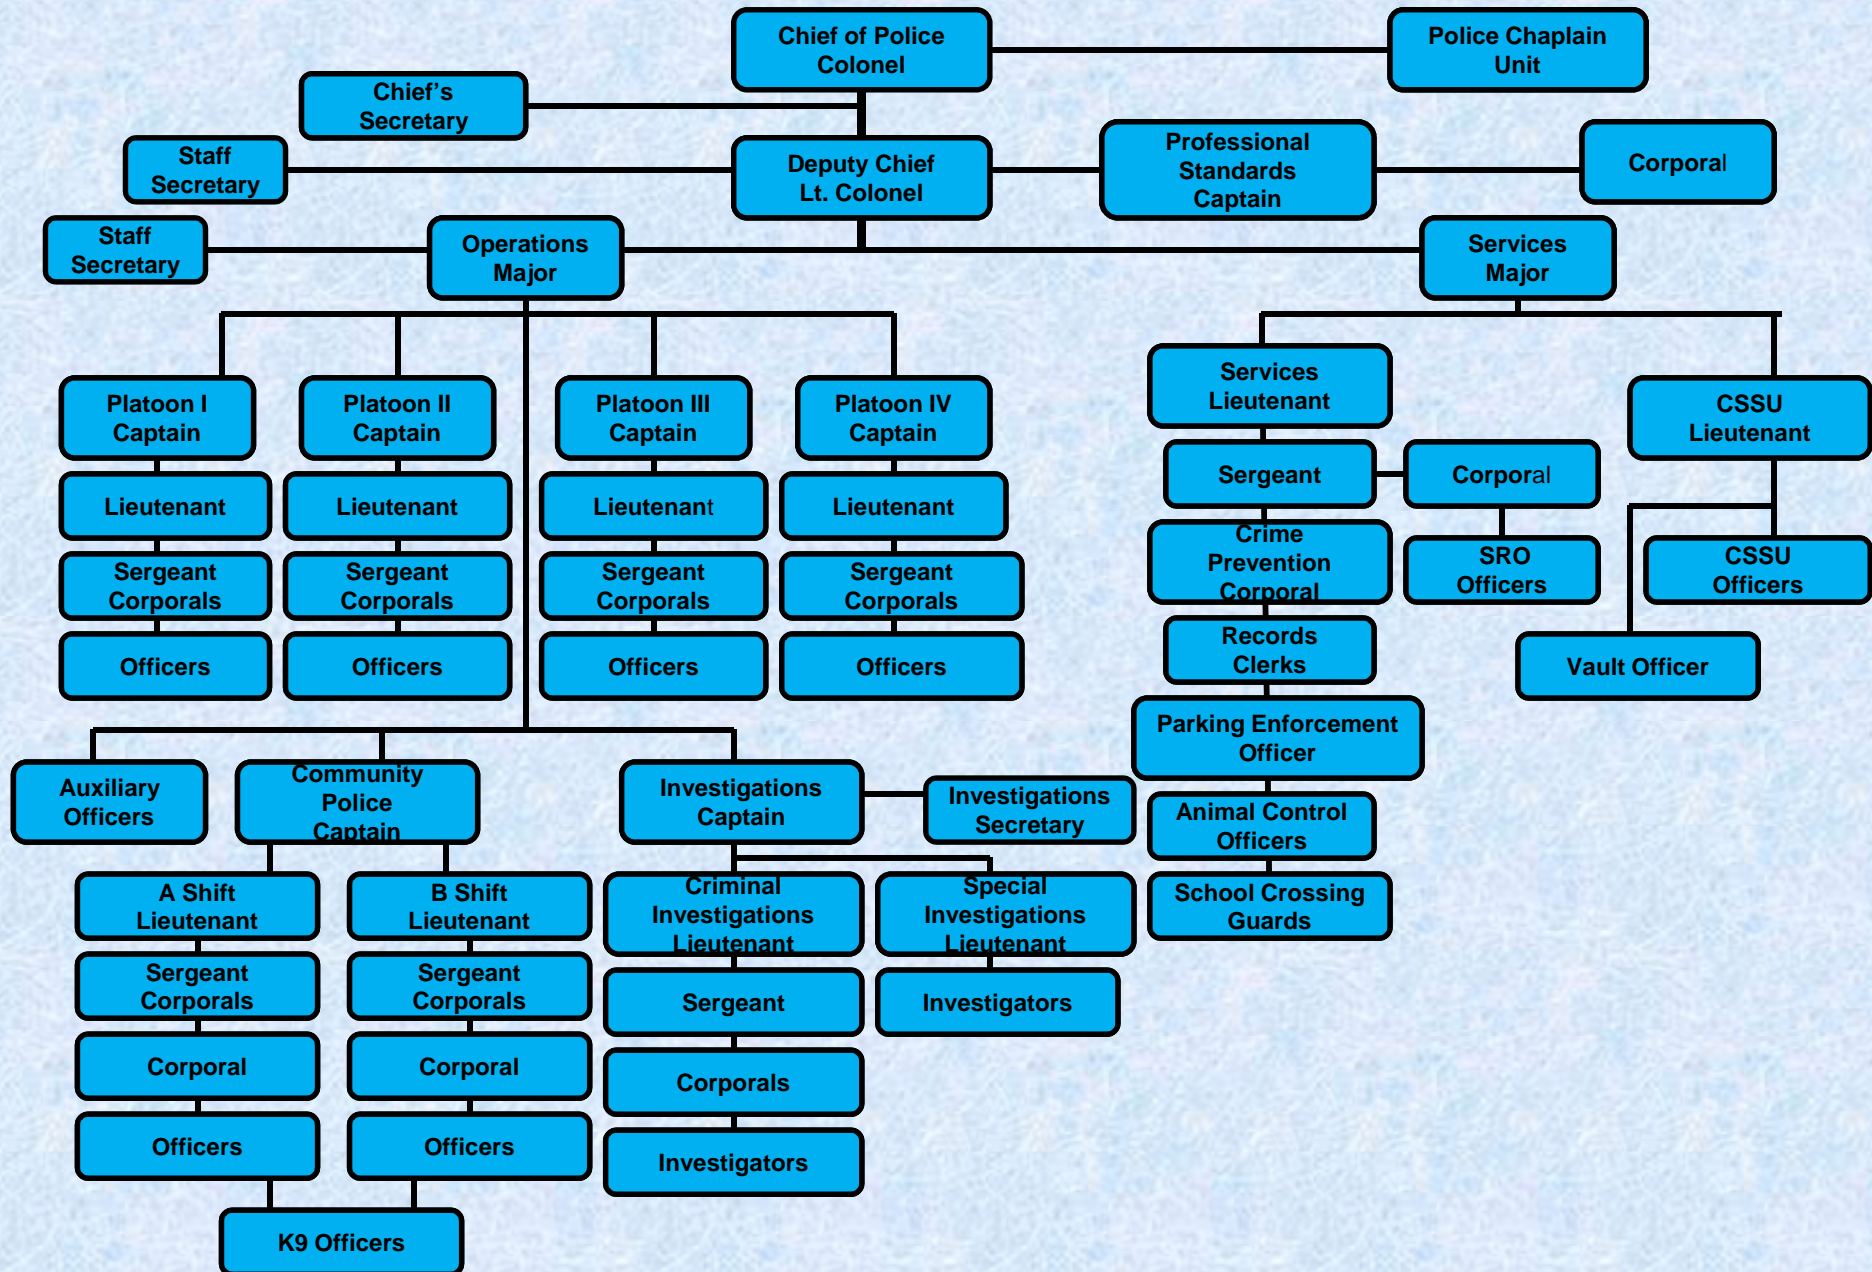 Chief of Police
Colonel
Police Chaplain
Unit
Chief’s
Secretary
Staff
Secretary
Deputy Chief
Lt. Colonel
Professional
Standards
Captain
Corporal
Staff
Secretary
Operations
Major
Services
Major
Platoon I
Captain
Platoon II
Captain
Platoon III
Captain
Platoon IV
Captain
Services
Lieutenant
CSSU
Lieutenant
Lieutenant
Lieutenant
Lieutenant
Lieutenant
Sergeant
Corporal
Sergeant
Corporals
Sergeant
Corporals
Sergeant
Corporals
Sergeant
Corporals
Crime
Prevention
Corporal
SRO
Officers
CSSU
Officers
Officers
Officers
Officers
Officers
Records
Clerks
Vault Officer
Parking Enforcement
Officer
Auxiliary
Officers
Community
Police
Captain
Investigations
Captain
Investigations
Secretary
Animal Control
Officers
A Shift
Lieutenant
B Shift
Lieutenant
Criminal
Investigations
Lieutenant
Special
Investigations
Lieutenant
School Crossing
Guards
Sergeant
Corporals
Sergeant
Corporals
Sergeant
Investigators
Corporal
Corporal
Corporals
Officers
Officers
Investigators
K9 Officers